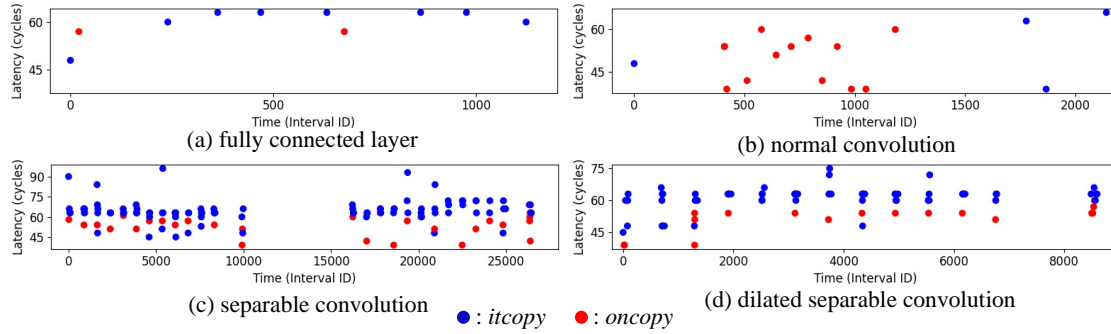 Latency (cycles)
60
45
0
500
1000
Time (Interval ID)
(a) fully connected layer
Latency (cycles)
60
45
0
500
1000
1500
2000
Time (Interval ID)
(b) normal convolution
Latency (cycles)
90
75
60
45
0
5000
10000
15000
20000
25000
Time (Interval ID)
(c) separable convolution
Latency (cycles)
75
60
45
0
2000
4000
6000
8000
Time (Interval ID)
(d) dilated separable convolution
: itcopy : oncopy